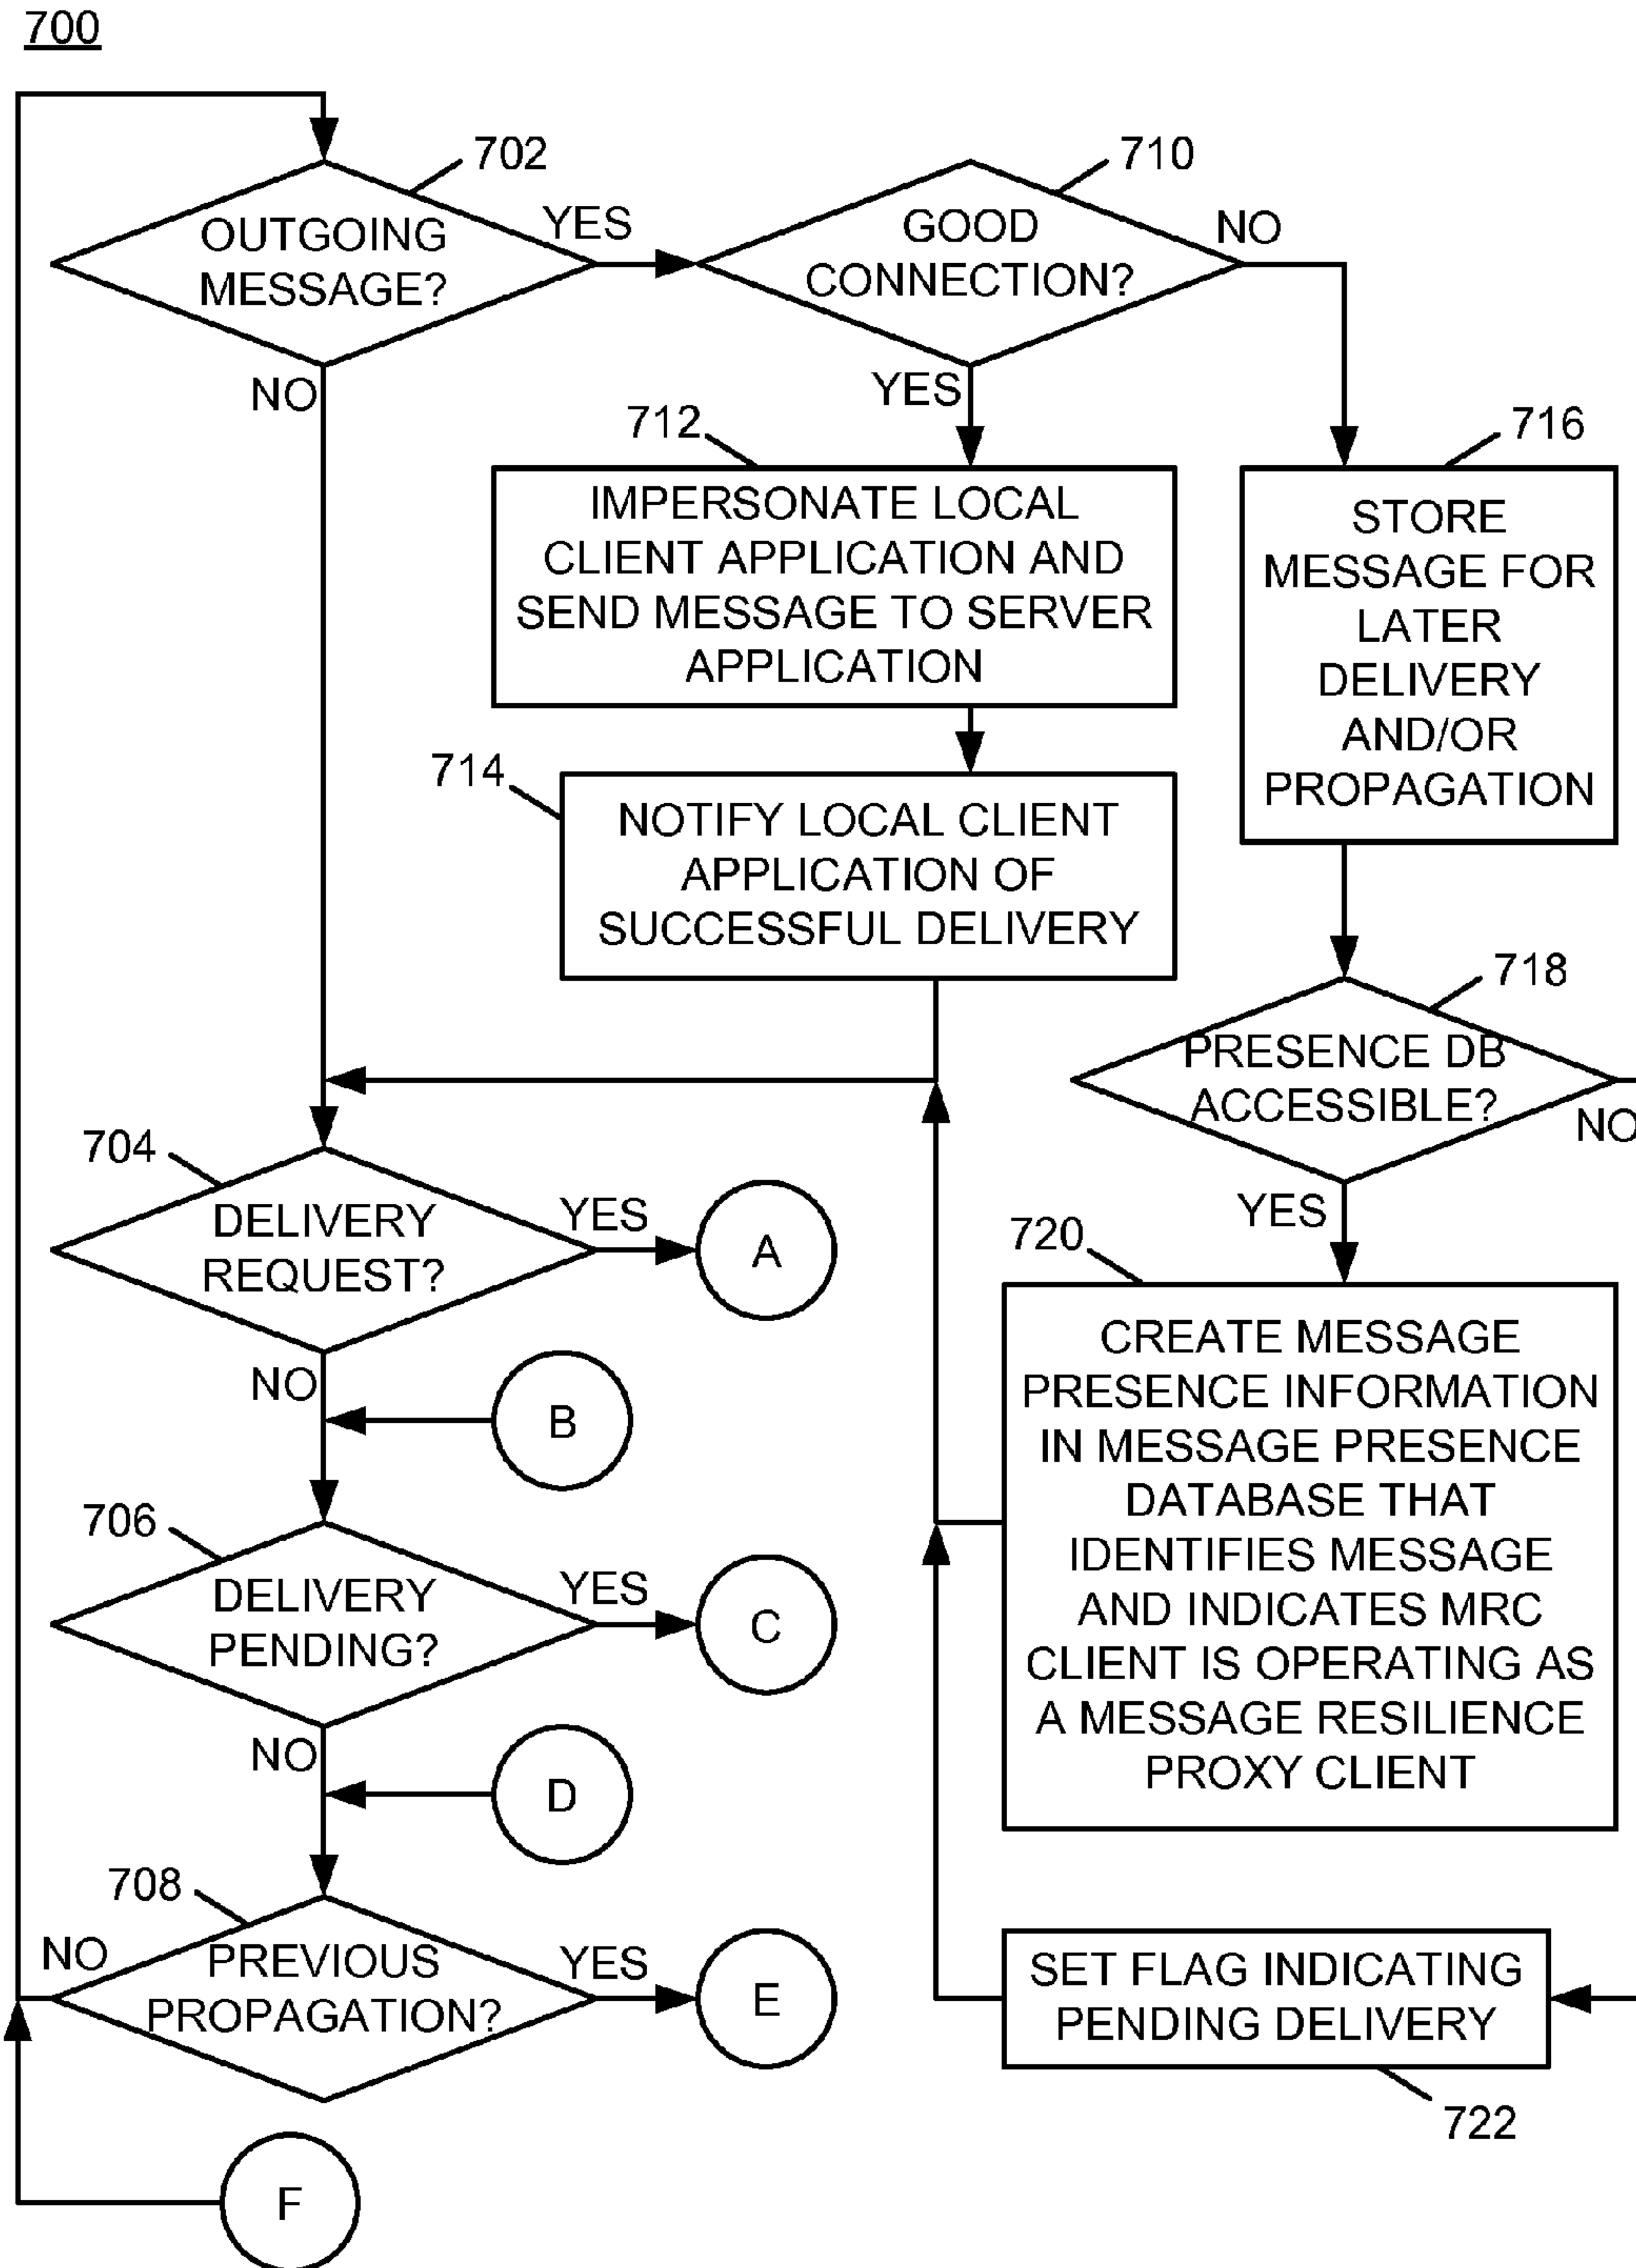 700
702
OUTGOING
MESSAGE?
YES
NO
710
GOOD
CONNECTION?
NO
YES
712
IMPERSONATE LOCAL
CLIENT APPLICATION AND
SEND MESSAGE TO SERVER
APPLICATION
716
STORE
MESSAGE FOR
LATER
DELIVERY
AND/OR
PROPAGATION
714
NOTIFY LOCAL CLIENT
APPLICATION OF
SUCCESSFUL DELIVERY
718
PRESENCE DB
ACCESSIBLE?
NO
YES
704
DELIVERY
REQUEST?
YES
A
NO
B
720
CREATE MESSAGE
PRESENCE INFORMATION
IN MESSAGE PRESENCE
DATABASE THAT
IDENTIFIES MESSAGE
AND INDICATES MRC
CLIENT IS OPERATING AS
A MESSAGE RESILIENCE
PROXY CLIENT
706
DELIVERY
PENDING?
YES
C
NO
D
708
NO
PREVIOUS
PROPAGATION?
YES
E
SET FLAG INDICATING
PENDING DELIVERY
722
F